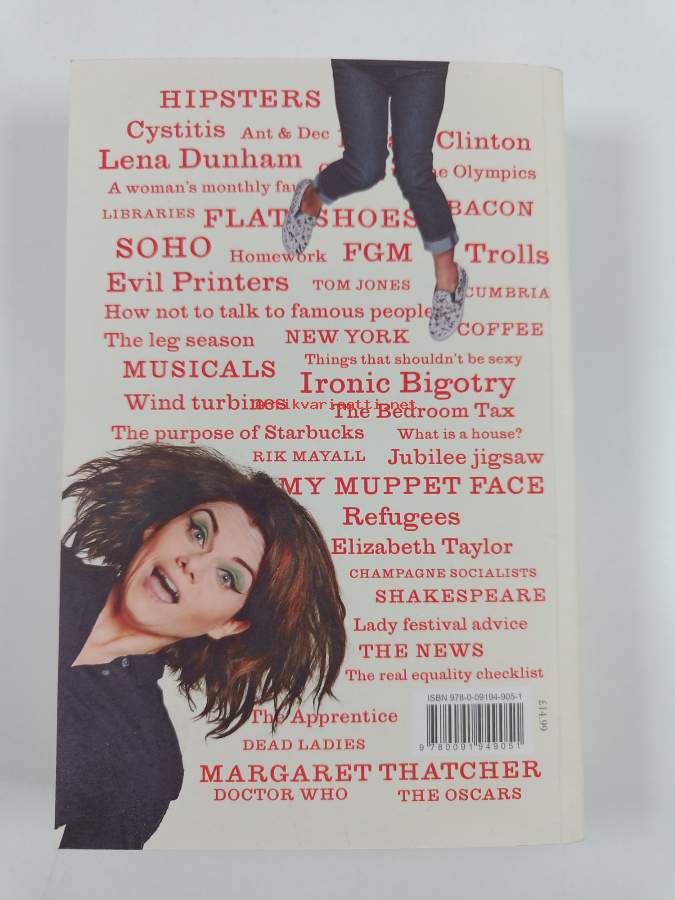 HIPSTERS
Cystitis Ant & Dec Clinton
Lena Dunham Olympics
A woman's monthly
LIBRARIES FLAT SHOES BACON
SOHO Homework FGM Trolls
Evil Printers TOM JONES CUMBRIA
How not to talk to famous people
The leg season NEW YORK COFFEE
Things that shouldn't be sexy
MUSICALS Ironic Bigotry
Wind turbines The Bedroom Tax
antikvariaatti.net
The purpose of Starbucks What is a house?
RIK MAYALL Jubilee jigsaw
MY MUPPET FACE
Refugees
Elizabeth Taylor
CHAMPAGNE SOCIALISTS
SHAKESPEARE
Lady festival advice
THE NEWS
The real equality checklist
ISBN 978-0-09194-905-1
£14.99
The Apprentice
9 780091 949051
DEAD LADIES
MARGARET THATCHER
DOCTOR WHO THE OSCARS